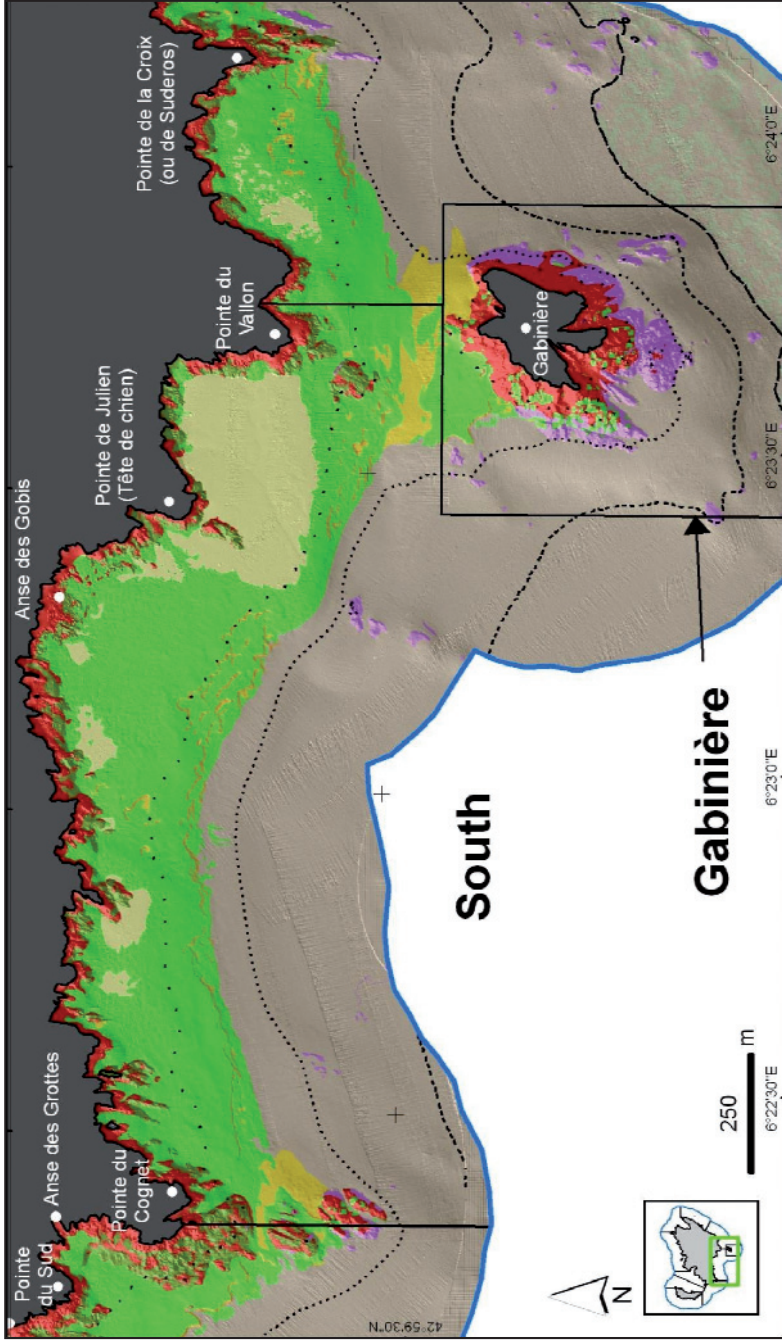 Pointe
du Sud
Anse des Grottes
Pointe du
Cognet
Anse des Gobis
Pointe de Julien
(Tête de chien)
Pointe du
Vallon
Pointe de la Croix
(ou de Suderos)
Gabinière
South
Gabinière
42°59'30"N
N
250
m
6°22'30"E
6°23'0"E
6°23'30"E
6°24'0"E